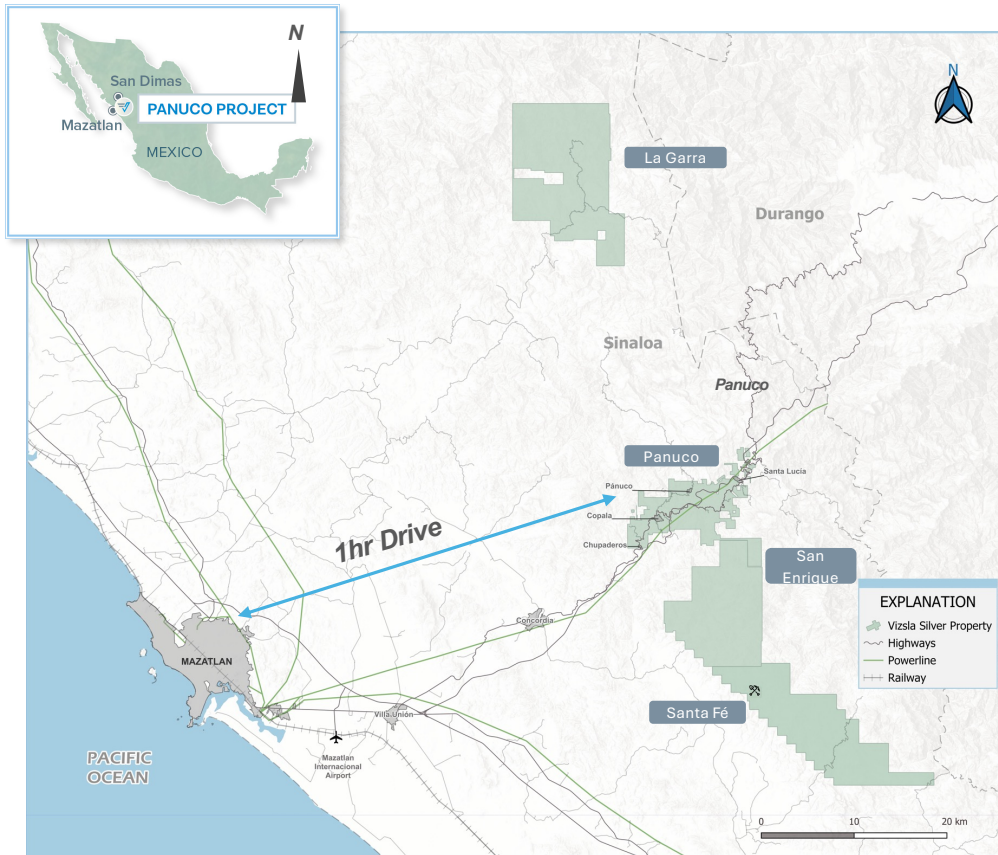 N
San Dimas
PANUCO PROJECT
Mazatlan
MEXICO
N
La Garra
Durango
Sinaloa
Panuco
Panuco
Santa Lucia
Pánuco
Copala
Chupaderos
1hr Drive
San
Enrique
EXPLANATION
Vizsla Silver Property
Highways
Powerline
Railway
Concordia
MAZATLAN
Santa Fé
Villa Unión
Mazatlan
Internacional
Airport
PACIFIC
OCEAN
0 10 20 km